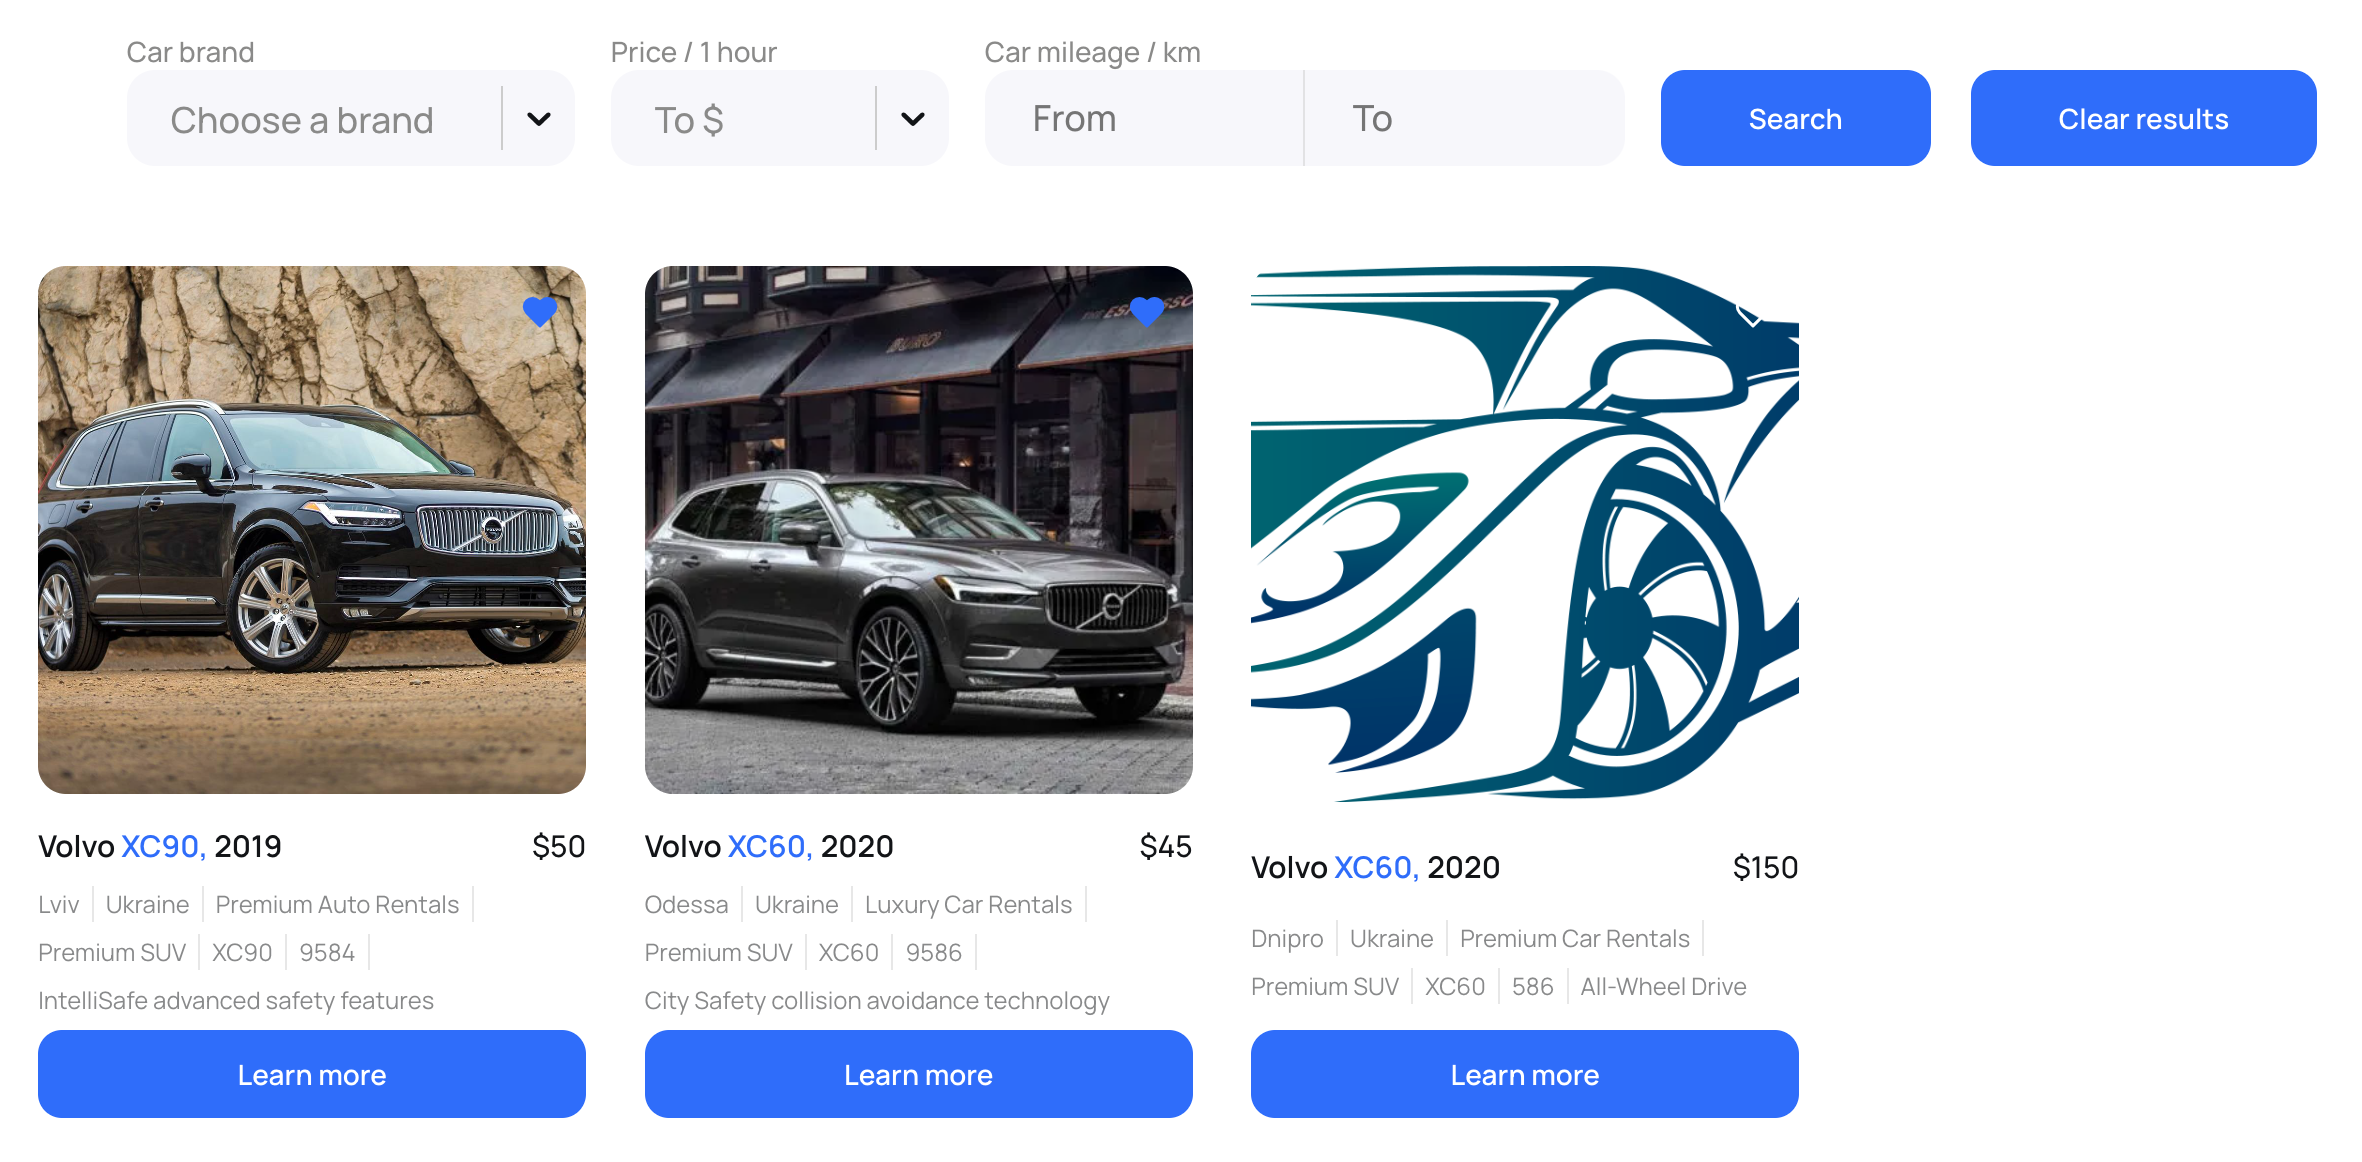 Car brand
Price / 1 hour
Car mileage / km
Choose a brand
To $
From
To
Search
Clear results
BURO
Volvo XC90, 2019
$50
Lviv
Ukraine
Premium Auto Rentals
Premium SUV
XC90
9584
IntelliSafe advanced safety features
Learn more
Volvo XC60, 2020
$45
Odessa
Ukraine
Luxury Car Rentals
Premium SUV
XC60
9586
City Safety collision avoidance technology
Learn more
Volvo XC60, 2020
$150
Dnipro
Ukraine
Premium Car Rentals
Premium SUV
XC60
586
All-Wheel Drive
Learn more